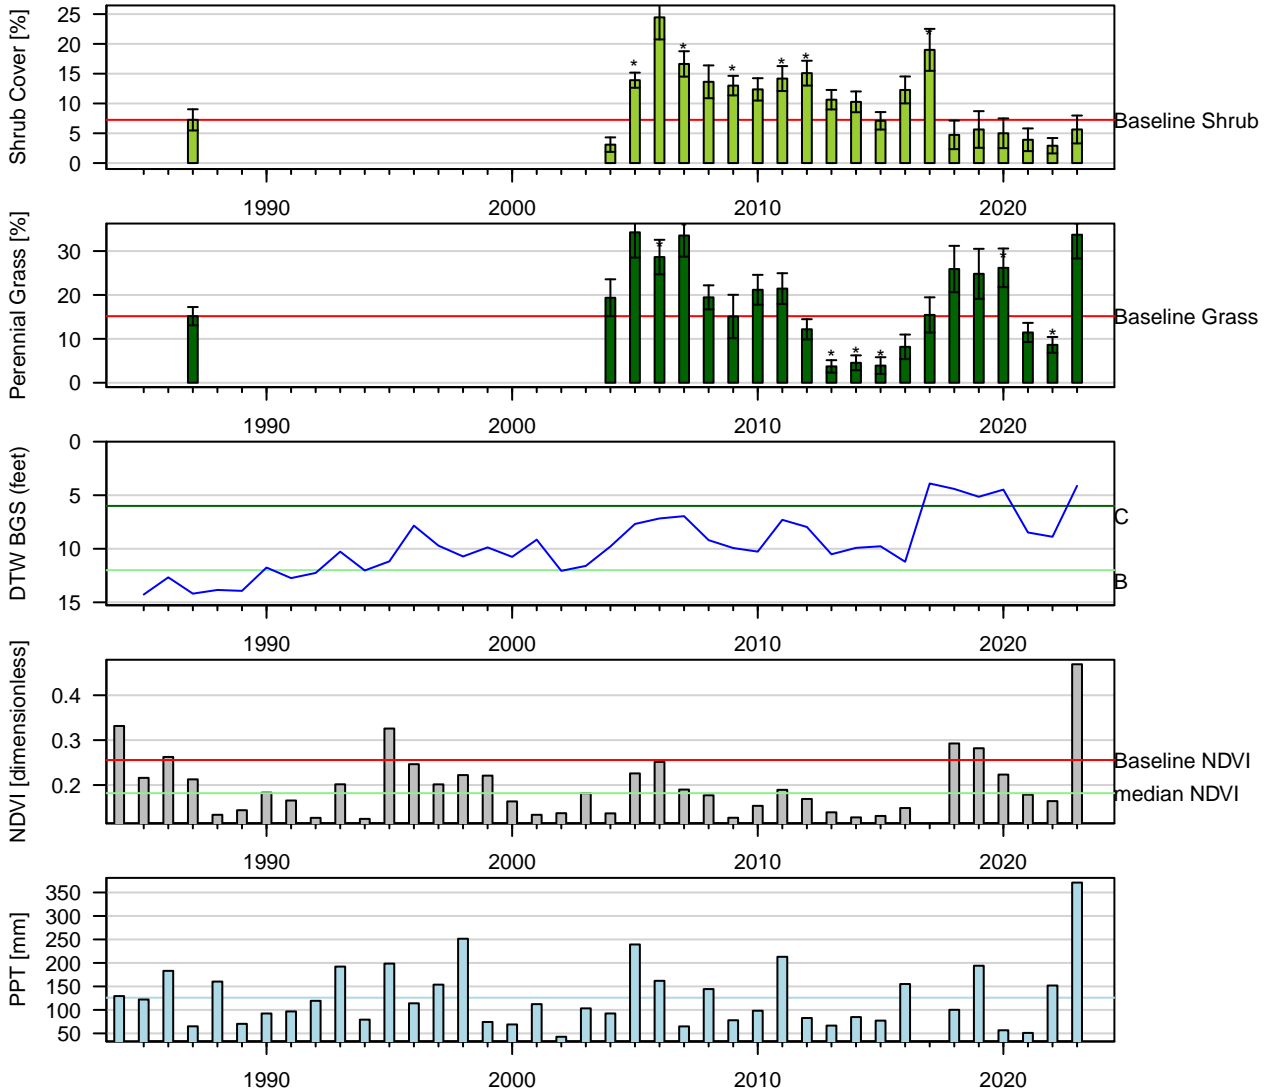 Shrub Cover [%]
25
20
15
10
5
0
* * * * * *
Baseline Shrub
1990 2000 2010 2020
Perennial Grass [%]
30
20
10
0
* * * * * *
Baseline Grass
1990 2000 2010 2020
DTW BGS (feet)
0
5
10
15
C
B
1990 2000 2010 2020
NDVI [dimensionless]
0.4
0.3
0.2
Baseline NDVI
median NDVI
1990 2000 2010 2020
PPT [mm]
350
300
250
200
150
100
50
1990 2000 2010 2020